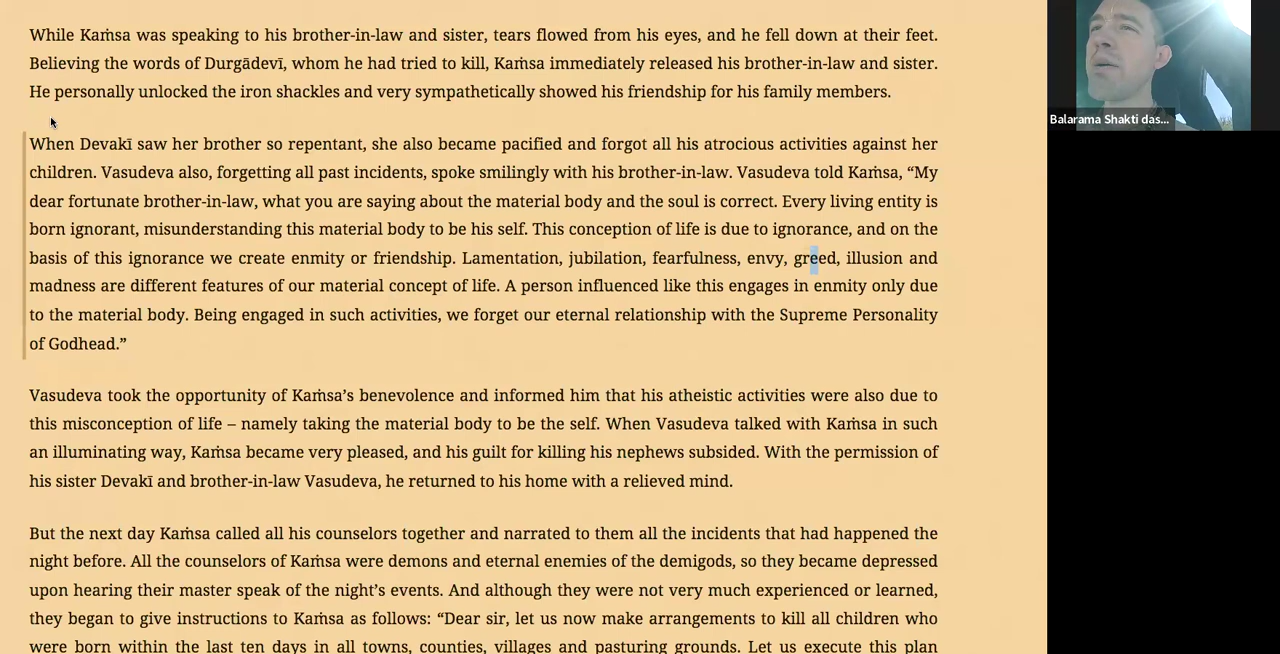 While Kaṁsa was speaking to his brother-in-law and sister, tears flowed from his eyes, and he fell down at their feet.
Believing the words of Durgādevī, whom he had tried to kill, Kaṁsa immediately released his brother-in-law and sister.
He personally unlocked the iron shackles and very sympathetically showed his friendship for his family members.
When Devakī saw her brother so repentant, she also became pacified and forgot all his atrocious activities against her
children. Vasudeva also, forgetting all past incidents, spoke smilingly with his brother-in-law. Vasudeva told Kaṁsa, “My
dear fortunate brother-in-law, what you are saying about the material body and the soul is correct. Every living entity is
born ignorant, misunderstanding this material body to be his self. This conception of life is due to ignorance, and on the
basis of this ignorance we create enmity or friendship. Lamentation, jubilation, fearfulness, envy, greed, illusion and
madness are different features of our material concept of life. A person influenced like this engages in enmity only due
to the material body. Being engaged in such activities, we forget our eternal relationship with the Supreme Personality
of Godhead.”
Vasudeva took the opportunity of Kaṁsa’s benevolence and informed him that his atheistic activities were also due to
this misconception of life – namely taking the material body to be the self. When Vasudeva talked with Kaṁsa in such
an illuminating way, Kaṁsa became very pleased, and his guilt for killing his nephews subsided. With the permission of
his sister Devakī and brother-in-law Vasudeva, he returned to his home with a relieved mind.
But the next day Kaṁsa called all his counselors together and narrated to them all the incidents that had happened the
night before. All the counselors of Kaṁsa were demons and eternal enemies of the demigods, so they became depressed
upon hearing their master speak of the night’s events. And although they were not very much experienced or learned,
they began to give instructions to Kaṁsa as follows: “Dear sir, let us now make arrangements to kill all children who
were born within the last ten days in all towns, counties, villages and pasturing grounds. Let us execute this plan
Balarama Shakti das...